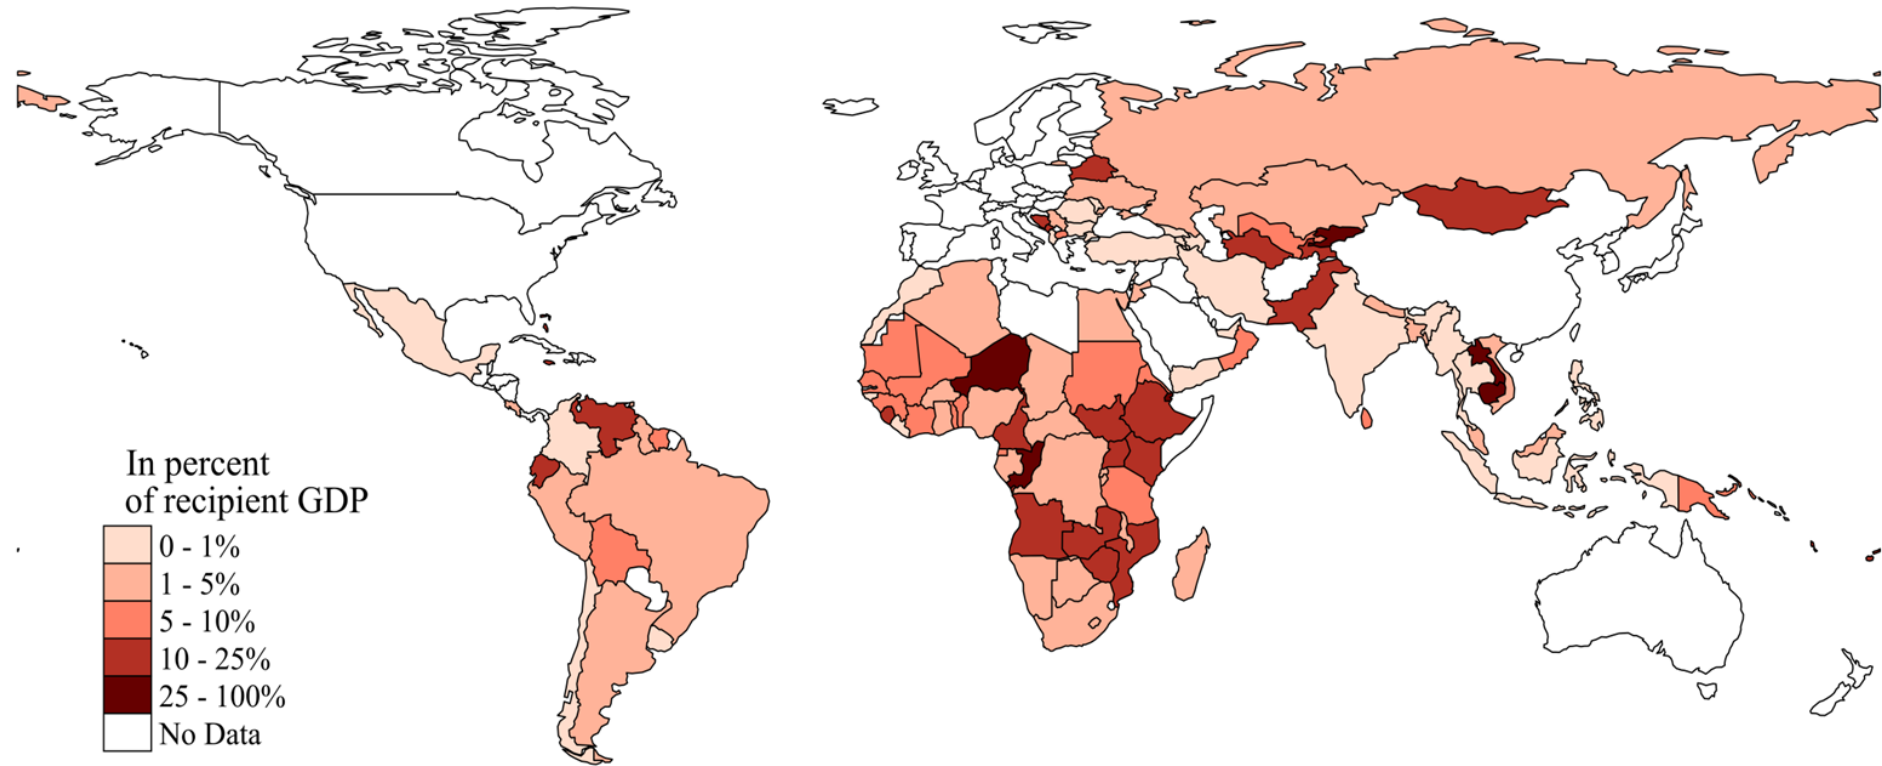 In percent
of recipient GDP
0 - 1%
1 - 5%
5 - 10%
10 - 25%
25 - 100%
No Data